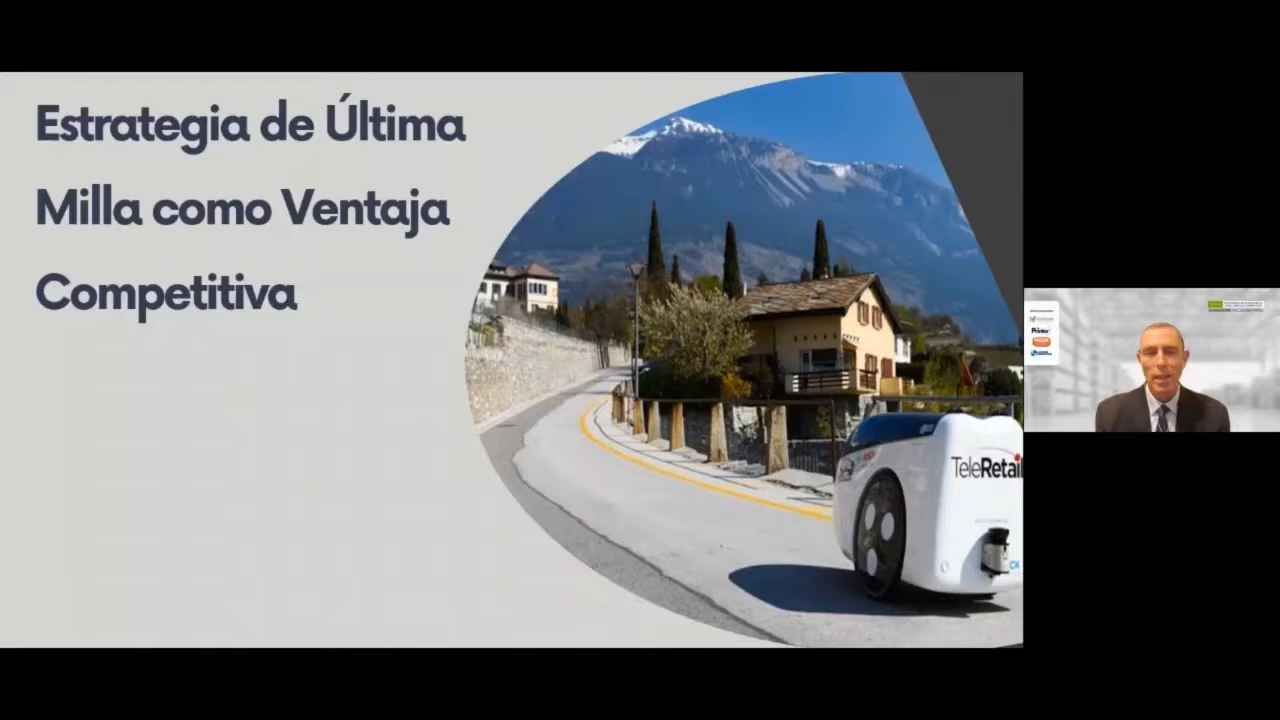 Estrategia de Última
Milla como Ventaja
Competitiva
TeleRetail